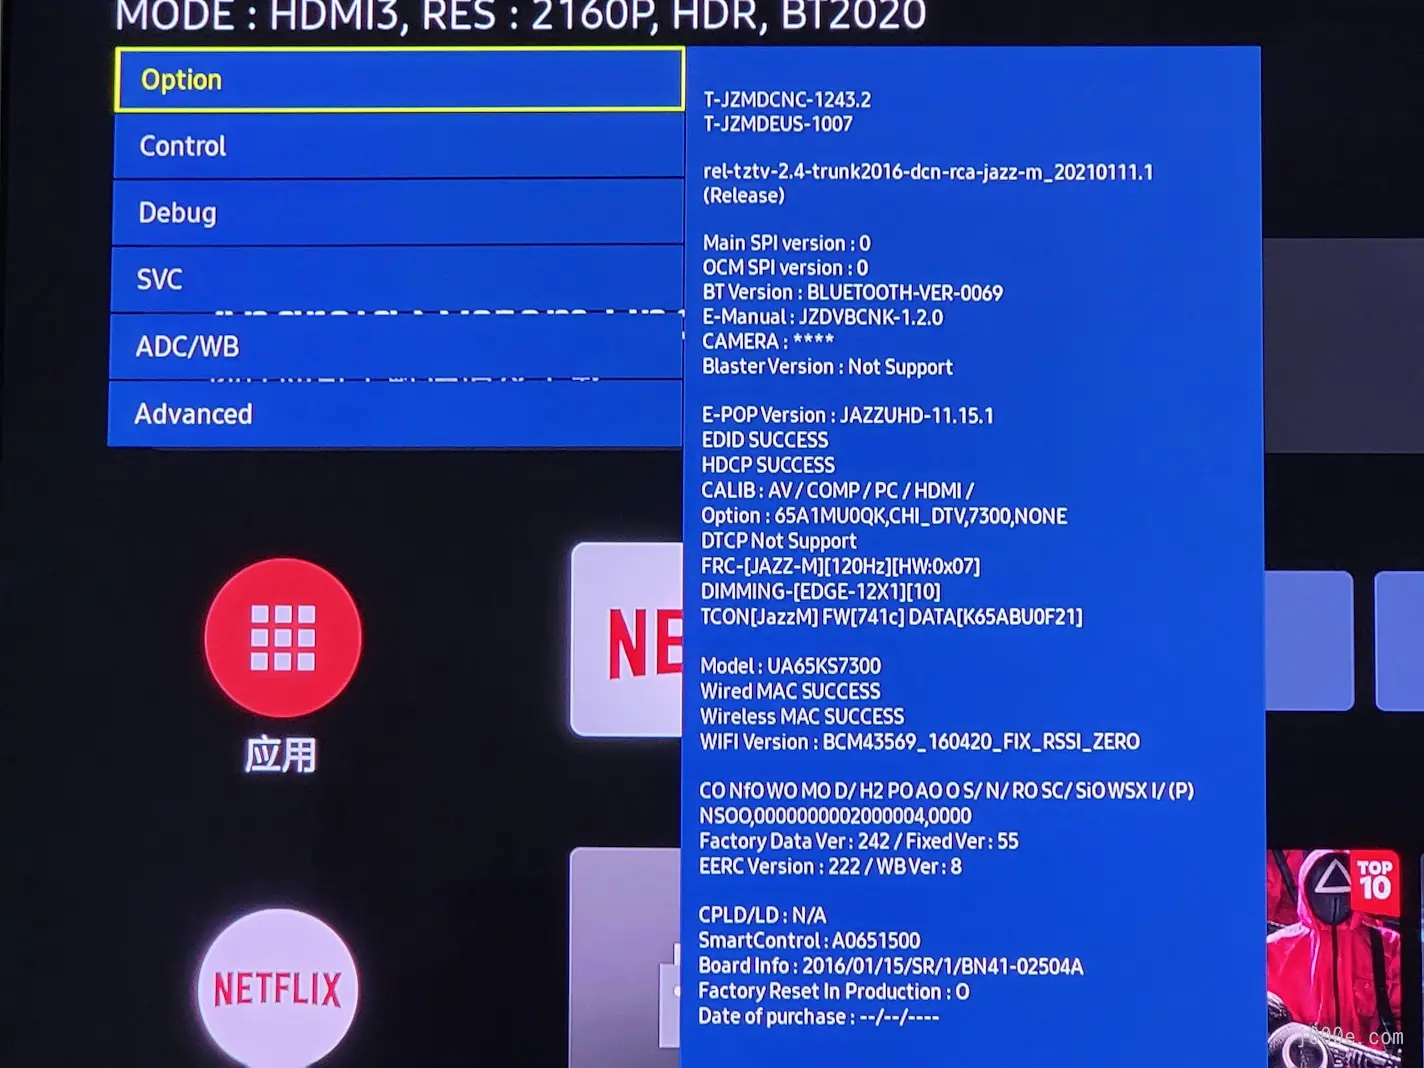 MODE : HDMI3, RES : 2160P, HDR, BT2020
Option
Control
Debug
SVC
ADC/WB
Advanced
T-JZMDCNC-1243.2
T-JZMDEUS-1007
rel-tztv-2.4-trunk2016-dcn-rca-jazz-m_20210111.1
(Release)
Main SPI version : 0
OCM SPI version : 0
BT Version : BLUETOOTH-VER-0069
E-Manual : JZDVBCNK-1.2.0
CAMERA : ****
Blaster Version : Not Support
E-POP Version : JAZZUHD-11.15.1
EDID SUCCESS
HDCP SUCCESS
CALIB : AV / COMP / PC / HDMI /
Option : 65A1MU0QK,CHI_DTV,7300,NONE
DTCP Not Support
FRC-[JAZZ-M][120Hz][HW:0x07]
DIMMING-[EDGE-12X1][10]
TCON[JazzM] FW[741c] DATA[K65ABU0F21]
Model : UA65KS7300
Wired MAC SUCCESS
Wireless MAC SUCCESS
WIFI Version : BCM43569_160420_FIX_RSSI_ZERO
CO NfO WO MO D/ H2 PO AO O S/ N/ RO SC/ SiO WSX I/ (P)
NSOO,0000000002000004,0000
Factory Data Ver : 242 / Fixed Ver : 55
EERC Version : 222 / WB Ver : 8
CPLD/LD : N/A
SmartControl : A0651500
Board Info : 2016/01/15/SR/1/BN41-02504A
Factory Reset In Production : O
Date of purchase : --/--/----
应用
NE
NETFLIX
TOP
10
j000e.com